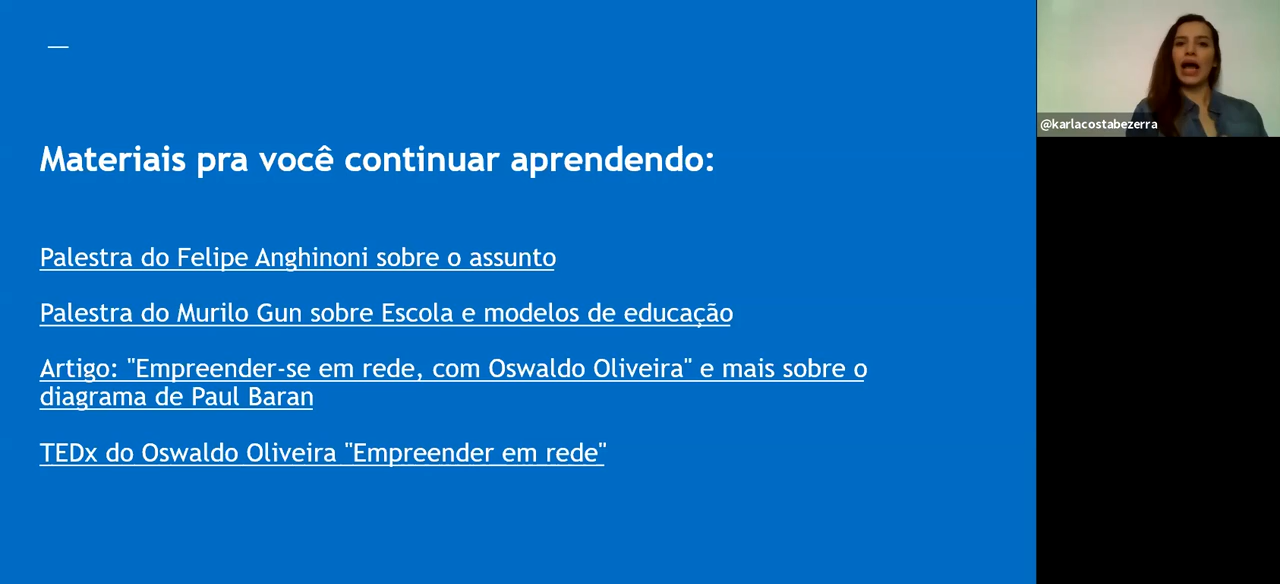 Materiais pra você continuar aprendendo:
Palestra do Felipe Anghinoni sobre o assunto
Palestra do Murilo Gun sobre Escola e modelos de educação
Artigo: "Empreender-se em rede, com Oswaldo Oliveira" e mais sobre o
diagrama de Paul Baran
TEDx do Oswaldo Oliveira "Empreender em rede"
@karlacostabezerra